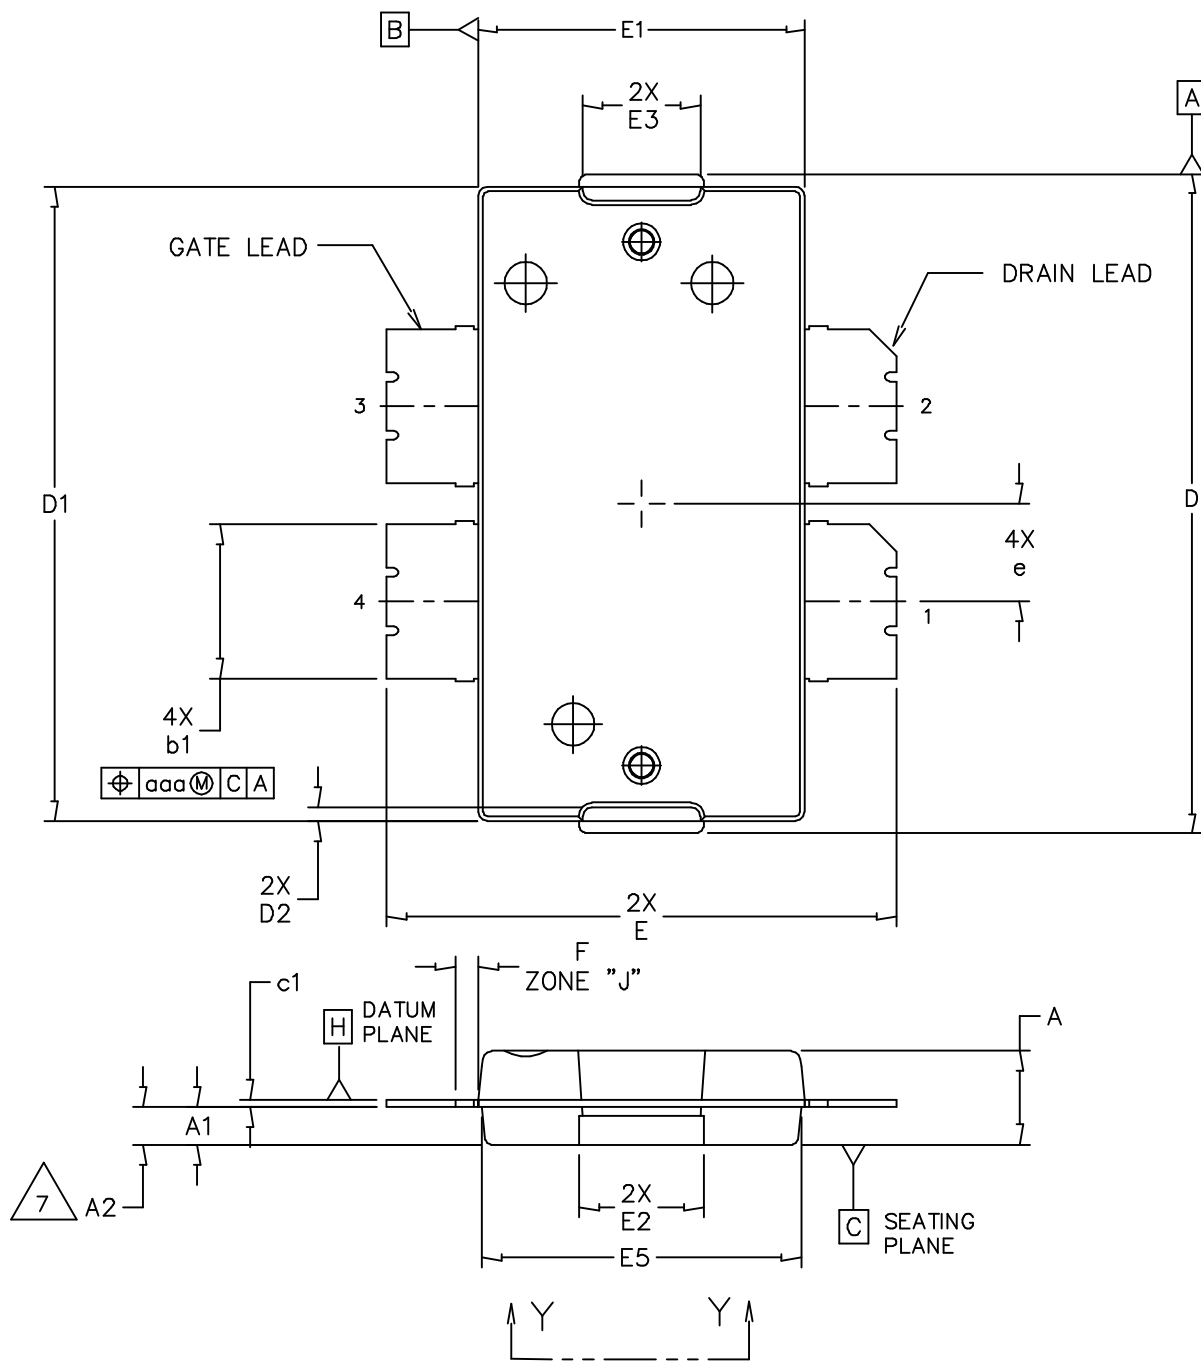 B
E1
2X
E3
A
GATE LEAD
DRAIN LEAD
3
2
D1
D
4X
e
4
1
4X
b1
⌖ aaa Ⓜ C A
2X
D2
2X
E
F
ZONE "J"
c1
H
DATUM
PLANE
A
A1
7
A2
2X
E2
C
SEATING
PLANE
E5
Y
Y